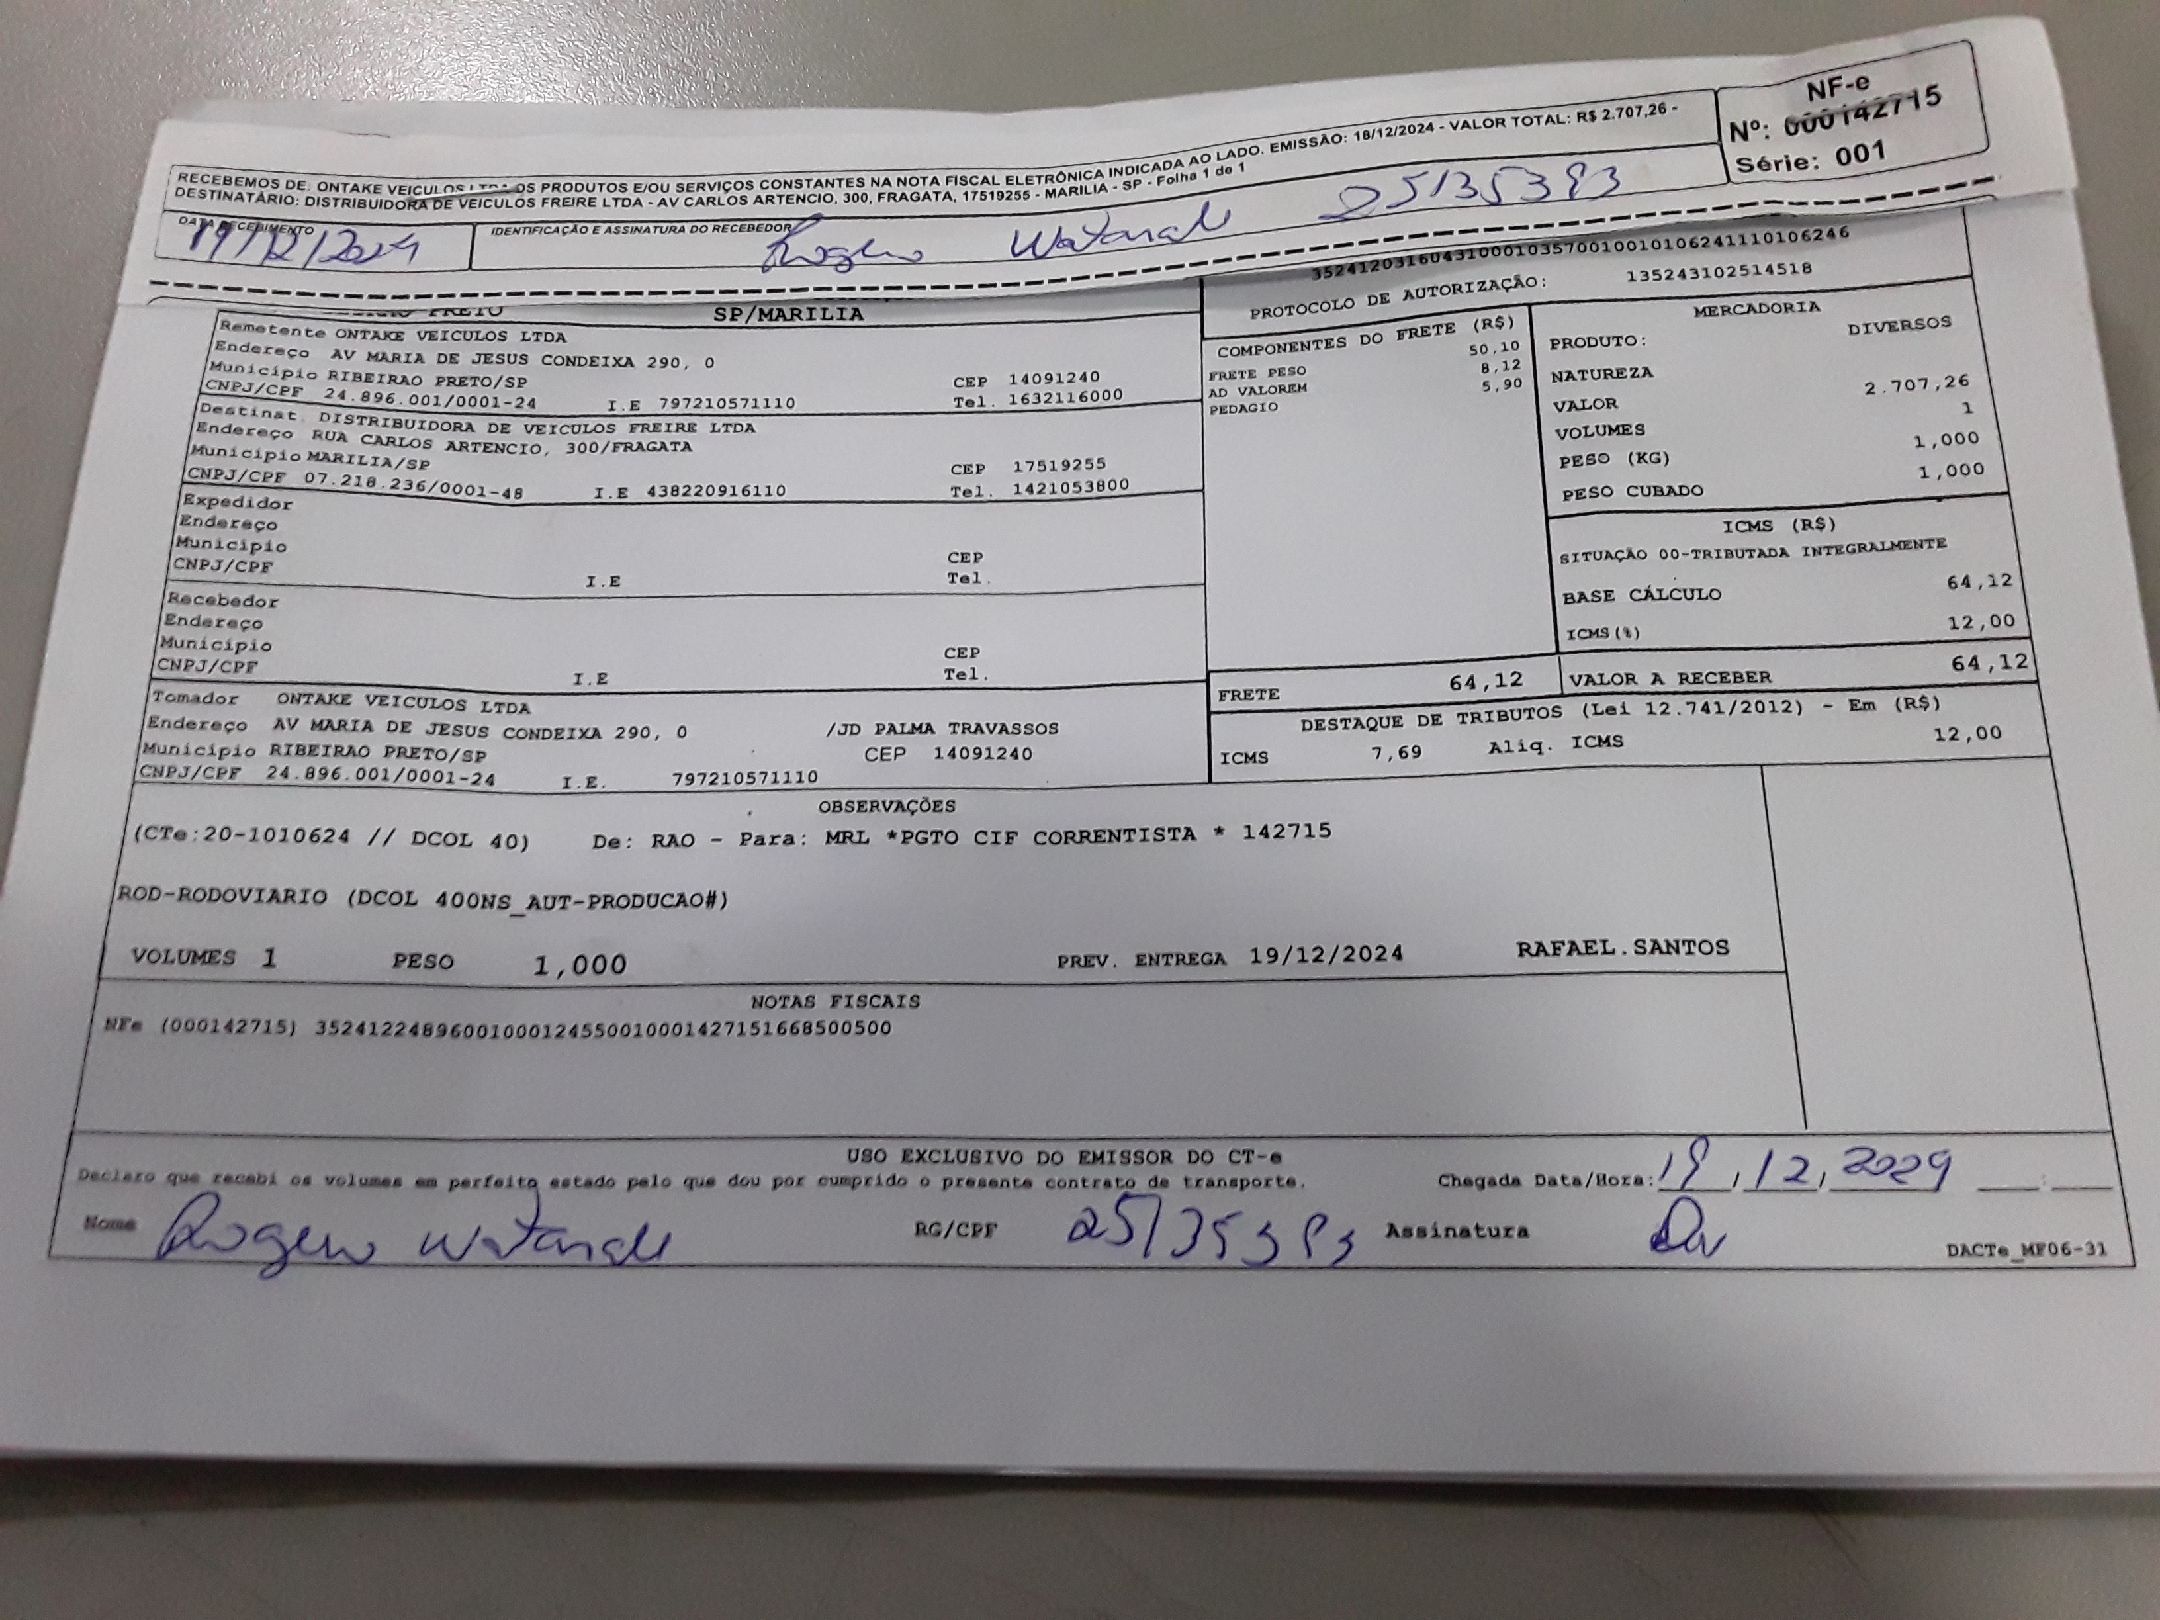 RECEBEMOS DE. ONTAKE VEICULOS LTDA OS PRODUTOS E/OU SERVIÇOS CONSTANTES NA NOTA FISCAL ELETRÔNICA INDICADA AO LADO. EMISSÃO: 18/12/2024 - VALOR TOTAL: R$ 2.707,26 -
DESTINATÁRIO: DISTRIBUIDORA DE VEICULOS FREIRE LTDA - AV CARLOS ARTENCIO, 300, FRAGATA, 17519255 - MARILIA - SP - Folha 1 de 1
NF-e
Nº: 000142715
Série: 001
DATA RECEBIMENTO
19/12/2024
IDENTIFICAÇÃO E ASSINATURA DO RECEBEDOR
Rogerio Watanabe 25135393
35241203160431000103570010010106241110106246
PROTOCOLO DE AUTORIZAÇÃO: 135243102514518
PRETO SP/MARILIA
Remetente ONTAKE VEICULOS LTDA
Endereço AV MARIA DE JESUS CONDEIXA 290, 0
Município RIBEIRAO PRETO/SP CEP 14091240
CNPJ/CPF 24.896.001/0001-24 I.E 797210571110 Tel. 1632116000
Destinat. DISTRIBUIDORA DE VEICULOS FREIRE LTDA
Endereço RUA CARLOS ARTENCIO, 300/FRAGATA
Município MARILIA/SP CEP 17519255
CNPJ/CPF 07.218.236/0001-48 I.E 438220916110 Tel. 1421053800
Expedidor
Endereço
Município CEP
CNPJ/CPF I.E Tel.
Recebedor
Endereço
Município CEP
CNPJ/CPF I.E Tel.
Tomador ONTAKE VEICULOS LTDA
Endereço AV MARIA DE JESUS CONDEIXA 290, 0 /JD PALMA TRAVASSOS
Município RIBEIRAO PRETO/SP CEP 14091240
CNPJ/CPF 24.896.001/0001-24 I.E. 797210571110
COMPONENTES DO FRETE (R$)
FRETE PESO 50,10
AD VALOREM 8,12
PEDAGIO 5,90
MERCADORIA
PRODUTO: DIVERSOS
NATUREZA
VALOR 2.707,26
VOLUMES 1
PESO (KG) 1,000
PESO CUBADO 1,000
ICMS (R$)
SITUAÇÃO 00-TRIBUTADA INTEGRALMENTE
BASE CÁLCULO 64,12
ICMS(%) 12,00
FRETE 64,12 VALOR A RECEBER 64,12
DESTAQUE DE TRIBUTOS (Lei 12.741/2012) - Em (R$)
ICMS 7,69 Aliq. ICMS 12,00
OBSERVAÇÕES
(CTe:20-1010624 // DCOL 40) De: RAO - Para: MRL *PGTO CIF CORRENTISTA * 142715
ROD-RODOVIARIO (DCOL 400NS_AUT-PRODUCAO#)
VOLUMES 1 PESO 1,000 PREV. ENTREGA 19/12/2024 RAFAEL.SANTOS
NOTAS FISCAIS
NFe (000142715) 35241224896001000124550010001427151668500500
USO EXCLUSIVO DO EMISSOR DO CT-e
Declaro que recebi os volumes em perfeito estado pelo que dou por cumprido o presente contrato de transporte. Chegada Data/Hora: 19/12/2024 __:__
Nome Rogerio Watanabe RG/CPF 25135393 Assinatura
DACTe_MF06-31